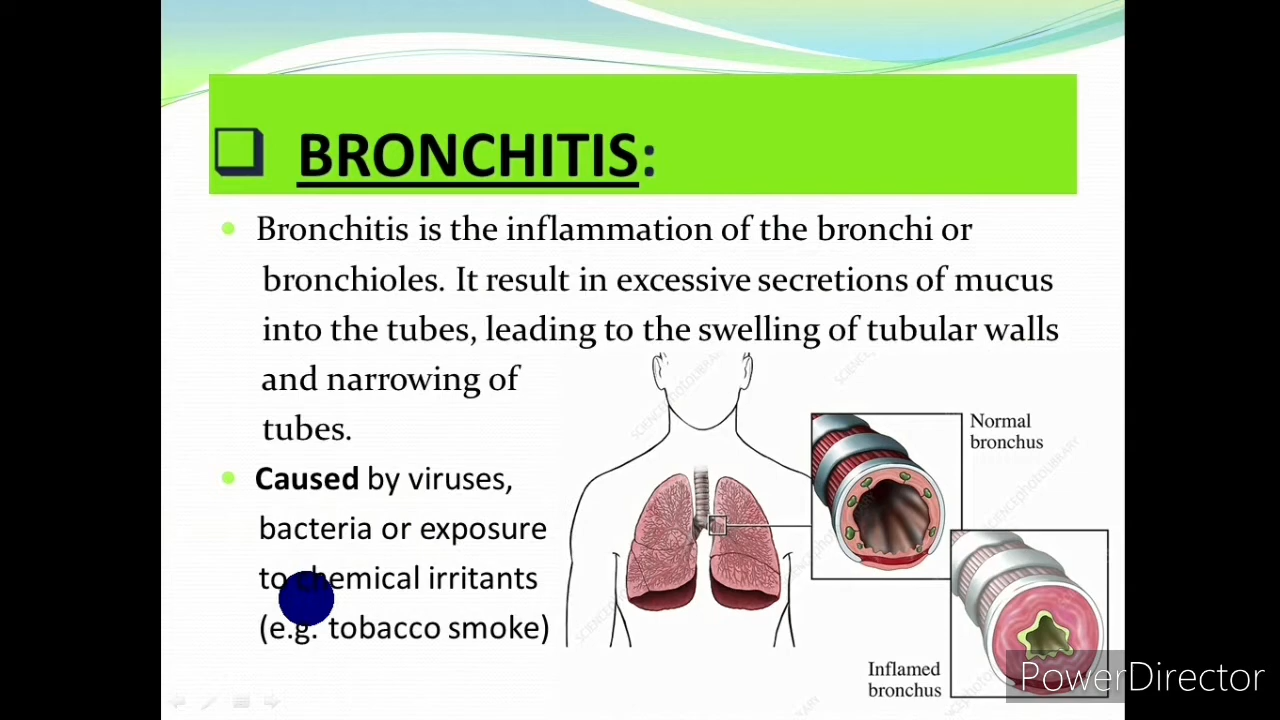 ❑ BRONCHITIS:
• Bronchitis is the inflammation of the bronchi or
bronchioles. It result in excessive secretions of mucus
into the tubes, leading to the swelling of tubular walls
and narrowing of
tubes.
• Caused by viruses,
bacteria or exposure
to chemical irritants
(e.g. tobacco smoke)
Normal
bronchus
Inflamed
bronchus
PowerDirector